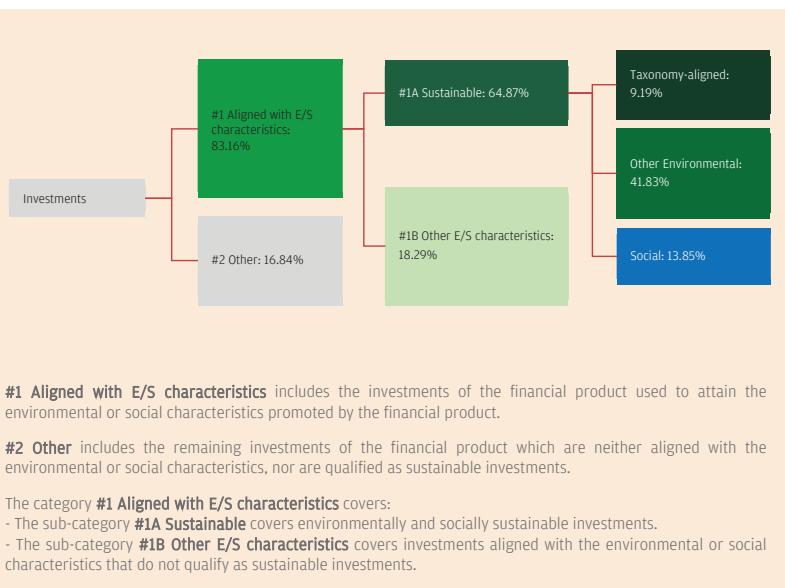 Investments
#1 Aligned with E/S
characteristics:
83.16%
#2 Other: 16.84%
#1A Sustainable: 64.87%
#1B Other E/S characteristics:
18.29%
Taxonomy-aligned:
9.19%
Other Environmental:
41.83%
Social: 13.85%
#1 Aligned with E/S characteristics includes the investments of the financial product used to attain the
environmental or social characteristics promoted by the financial product.
#2 Other includes the remaining investments of the financial product which are neither aligned with the
environmental or social characteristics, nor are qualified as sustainable investments.
The category #1 Aligned with E/S characteristics covers:
- The sub-category #1A Sustainable covers environmentally and socially sustainable investments.
- The sub-category #1B Other E/S characteristics covers investments aligned with the environmental or social
characteristics that do not qualify as sustainable investments.